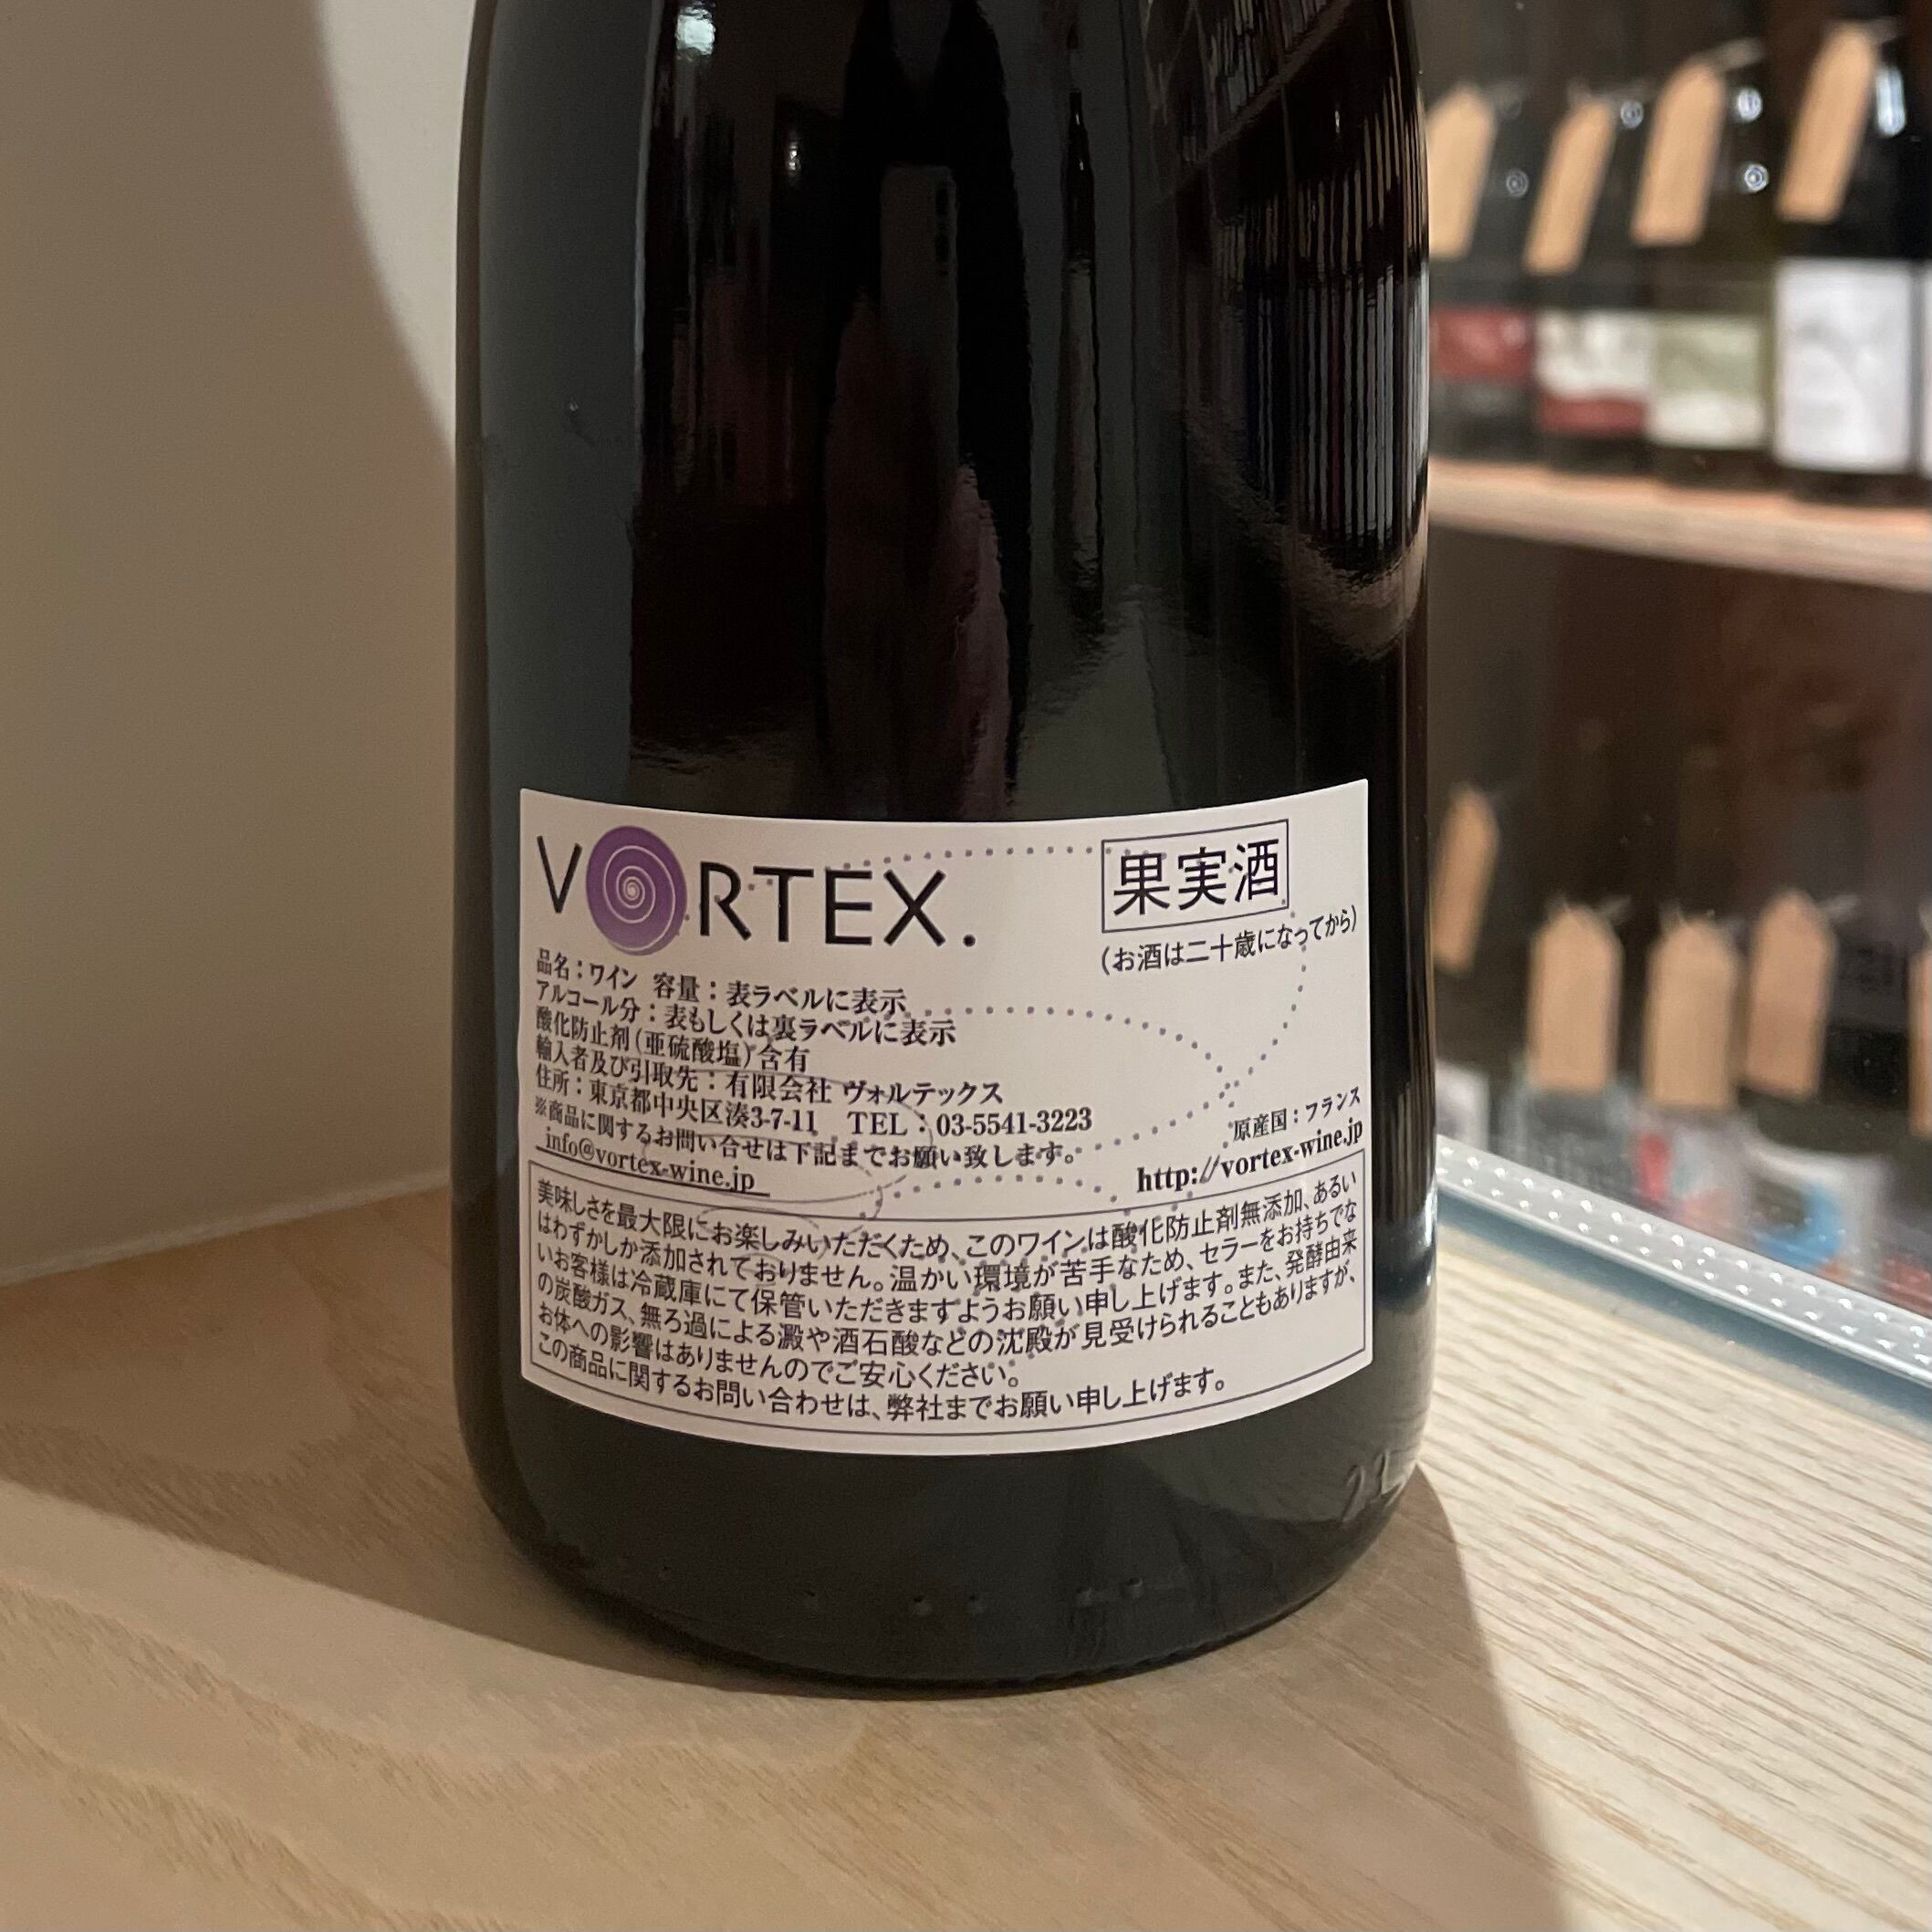 VORTEX.
果実酒
(お酒は二十歳になってから)
品名：ワイン 容量：表ラベルに表示
アルコール分：表もしくは裏ラベルに表示
酸化防止剤(亜硫酸塩)含有
輸入者及び引取先：有限会社 ヴォルテックス
住所：東京都中央区湊3-7-11 TEL：03-5541-3223
※商品に関するお問い合せは下記までお願い致します。
info@vortex-wine.jp
原産国：フランス
http://vortex-wine.jp
美味しさを最大限にお楽しみいただくため、このワインは酸化防止剤無添加、あるい
はわずかしか添加されておりません。温かい環境が苦手なため、セラーをお持ちでな
いお客様は冷蔵庫にて保管いただきますようお願い申し上げます。また、発酵由来
の炭酸ガス、無ろ過による澱や酒石酸などの沈殿が見受けられることもありますが、
お体への影響はありませんのでご安心ください。
この商品に関するお問い合わせは、弊社までお願い申し上げます。